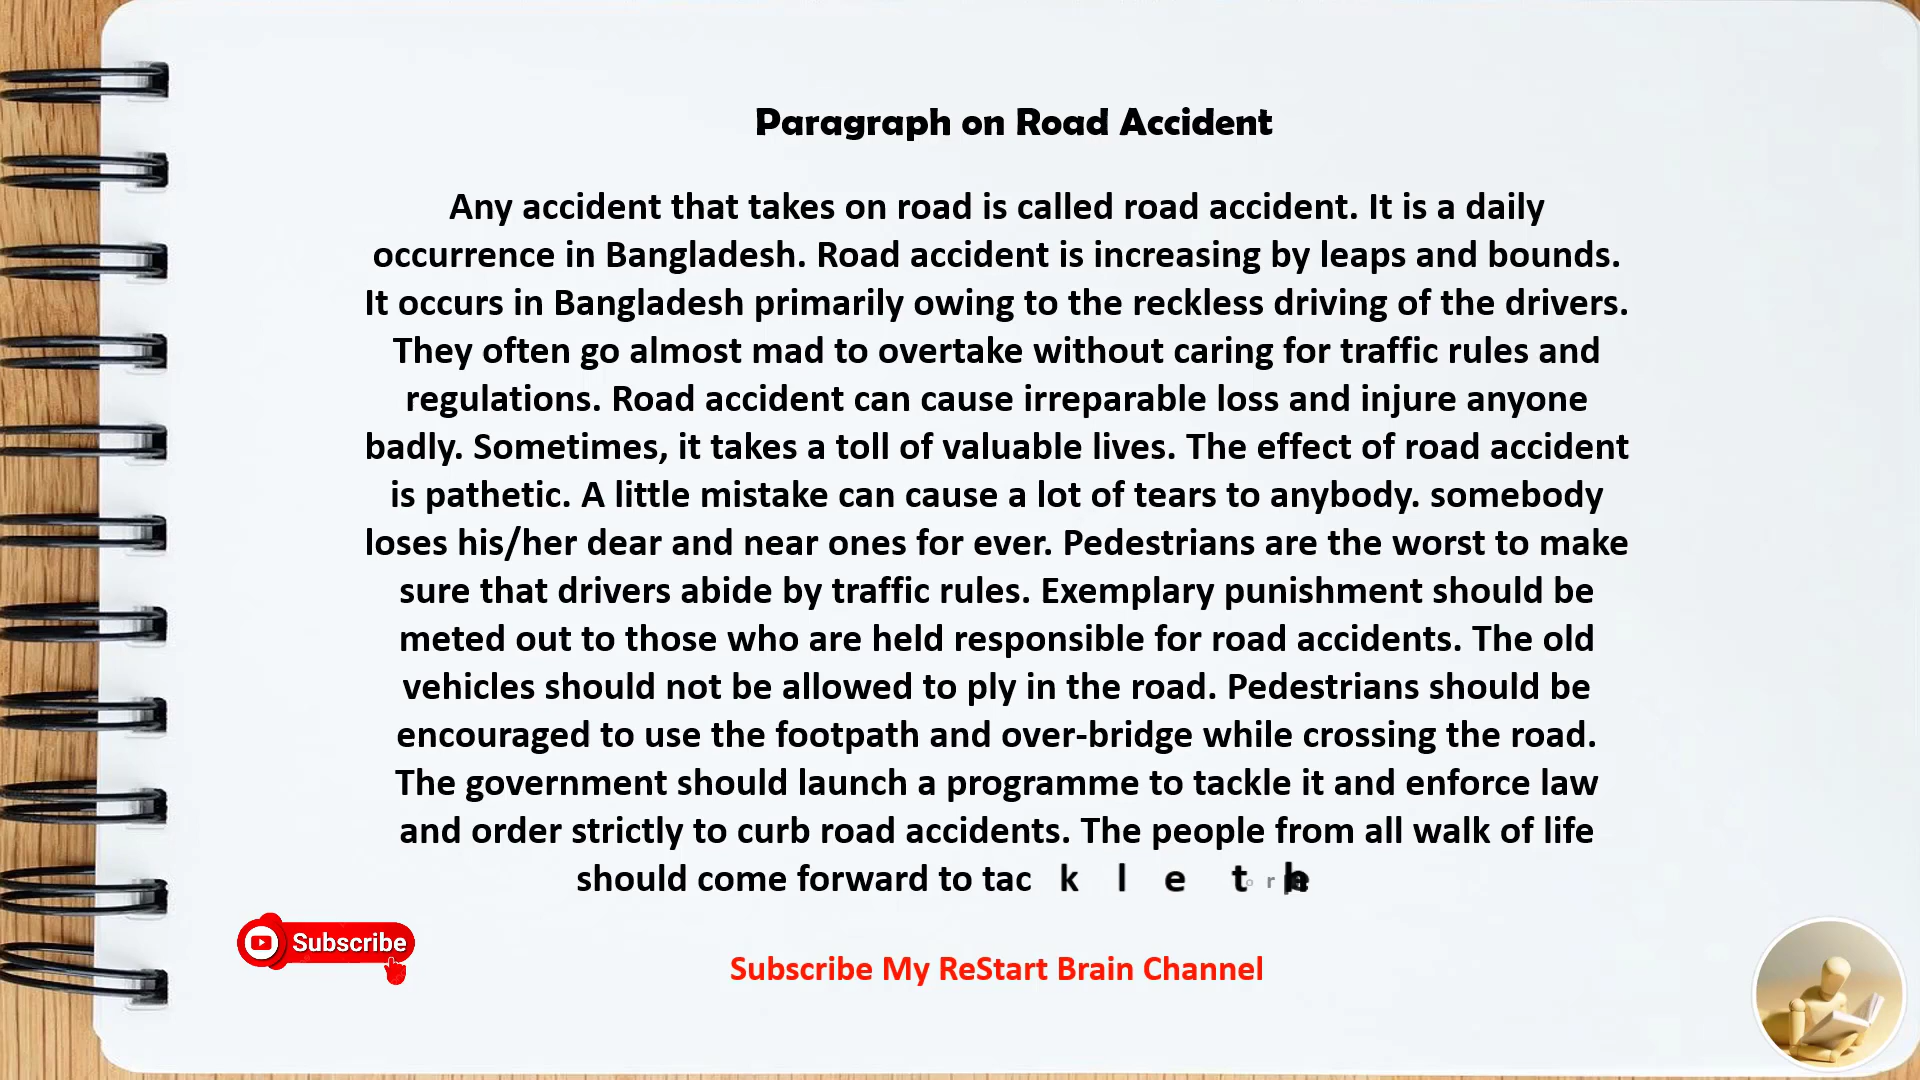 Paragraph on Road Accident
Any accident that takes on road is called road accident. It is a daily
occurrence in Bangladesh. Road accident is increasing by leaps and bounds.
It occurs in Bangladesh primarily owing to the reckless driving of the drivers.
They often go almost mad to overtake without caring for traffic rules and
regulations. Road accident can cause irreparable loss and injure anyone
badly. Sometimes, it takes a toll of valuable lives. The effect of road accident
is pathetic. A little mistake can cause a lot of tears to anybody. somebody
loses his/her dear and near ones for ever. Pedestrians are the worst to make
sure that drivers abide by traffic rules. Exemplary punishment should be
meted out to those who are held responsible for road accidents. The old
vehicles should not be allowed to ply in the road. Pedestrians should be
encouraged to use the footpath and over-bridge while crossing the road.
The government should launch a programme to tackle it and enforce law
and order strictly to curb road accidents. The people from all walk of life
should come forward to tackle
Subscribe
Subscribe My ReStart Brain Channel